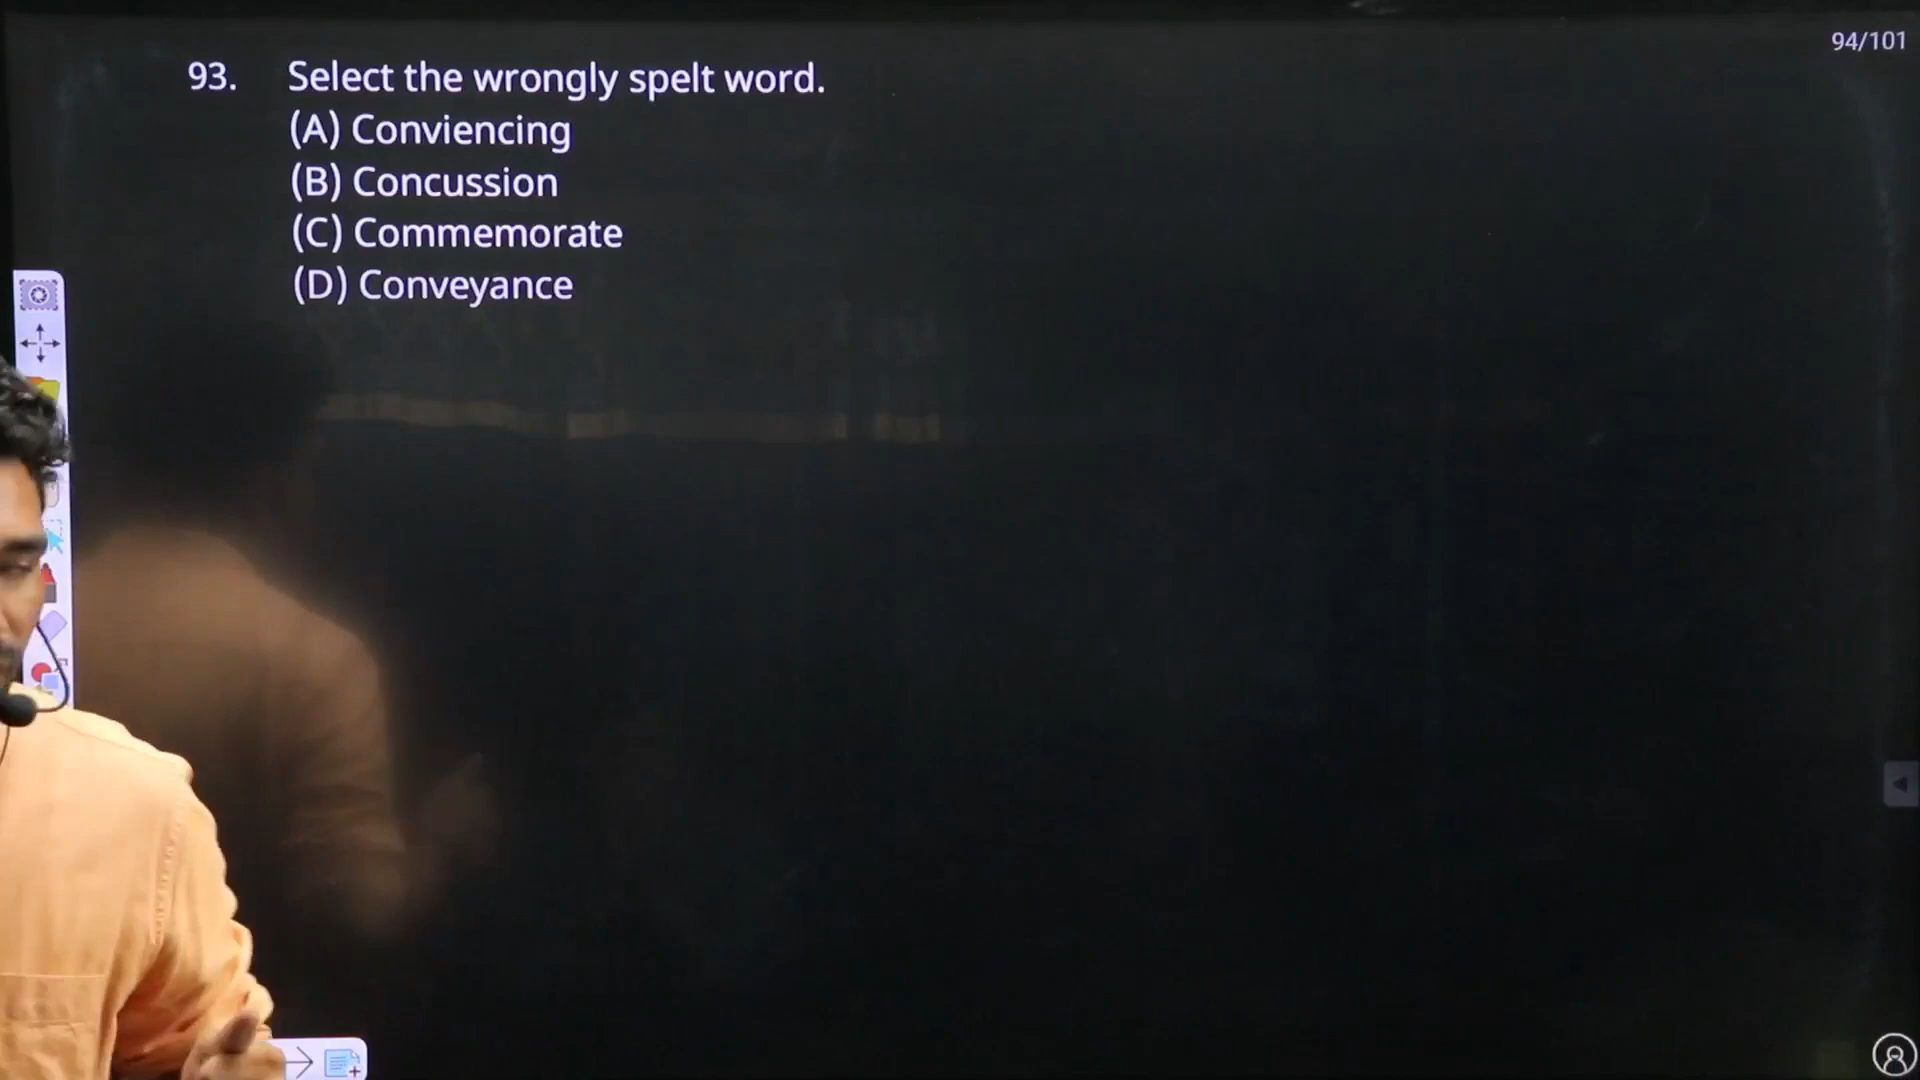 94/101
93. Select the wrongly spelt word.
(A) Conviencing
(B) Concussion
(C) Commemorate
(D) Conveyance